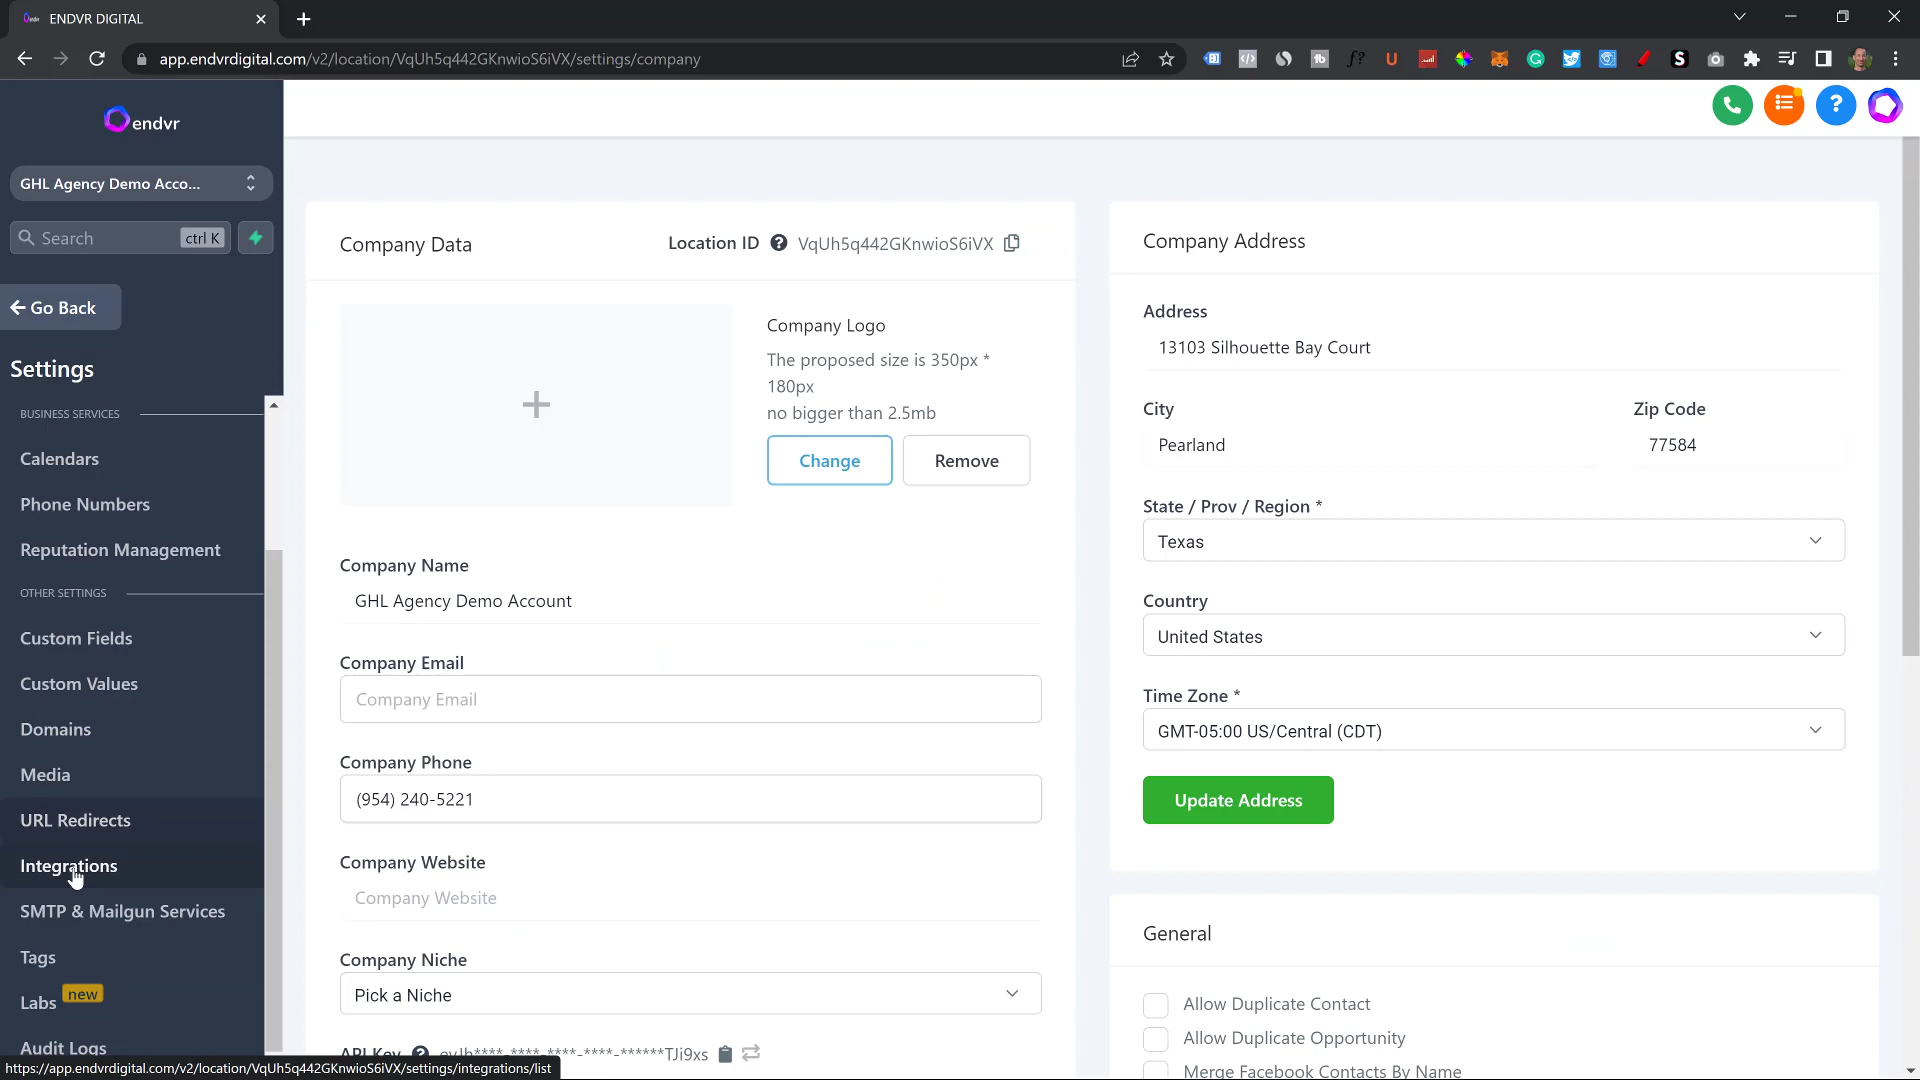 ENDVR DIGITAL
app.endvrdigital.com/v2/location/VqUh5q442GKnwioS6iVX/settings/company
endvr
GHL Agency Demo Acco...
Search
ctrl K
Go Back
Settings
BUSINESS SERVICES
Calendars
Phone Numbers
Reputation Management
OTHER SETTINGS
Custom Fields
Custom Values
Domains
Media
URL Redirects
Integrations
SMTP & Mailgun Services
Tags
Labs new
Audit Logs
https://app.endvrdigital.com/v2/location/VqUh5q442GKnwioS6iVX/settings/integrations/list
Company Data
Location ID ? VqUh5q442GKnwioS6iVX
Company Logo
The proposed size is 350px *
180px
no bigger than 2.5mb
Change
Remove
Company Name
GHL Agency Demo Account
Company Email
Company Email
Company Phone
(954) 240-5221
Company Website
Company Website
Company Niche
Pick a Niche
API Key ? eyJh****-****-****-****-******TJi9xs
Company Address
Address
13103 Silhouette Bay Court
City
Zip Code
Pearland
77584
State / Prov / Region *
Texas
Country
United States
Time Zone *
GMT-05:00 US/Central (CDT)
Update Address
General
Allow Duplicate Contact
Allow Duplicate Opportunity
Merge Facebook Contacts By Name